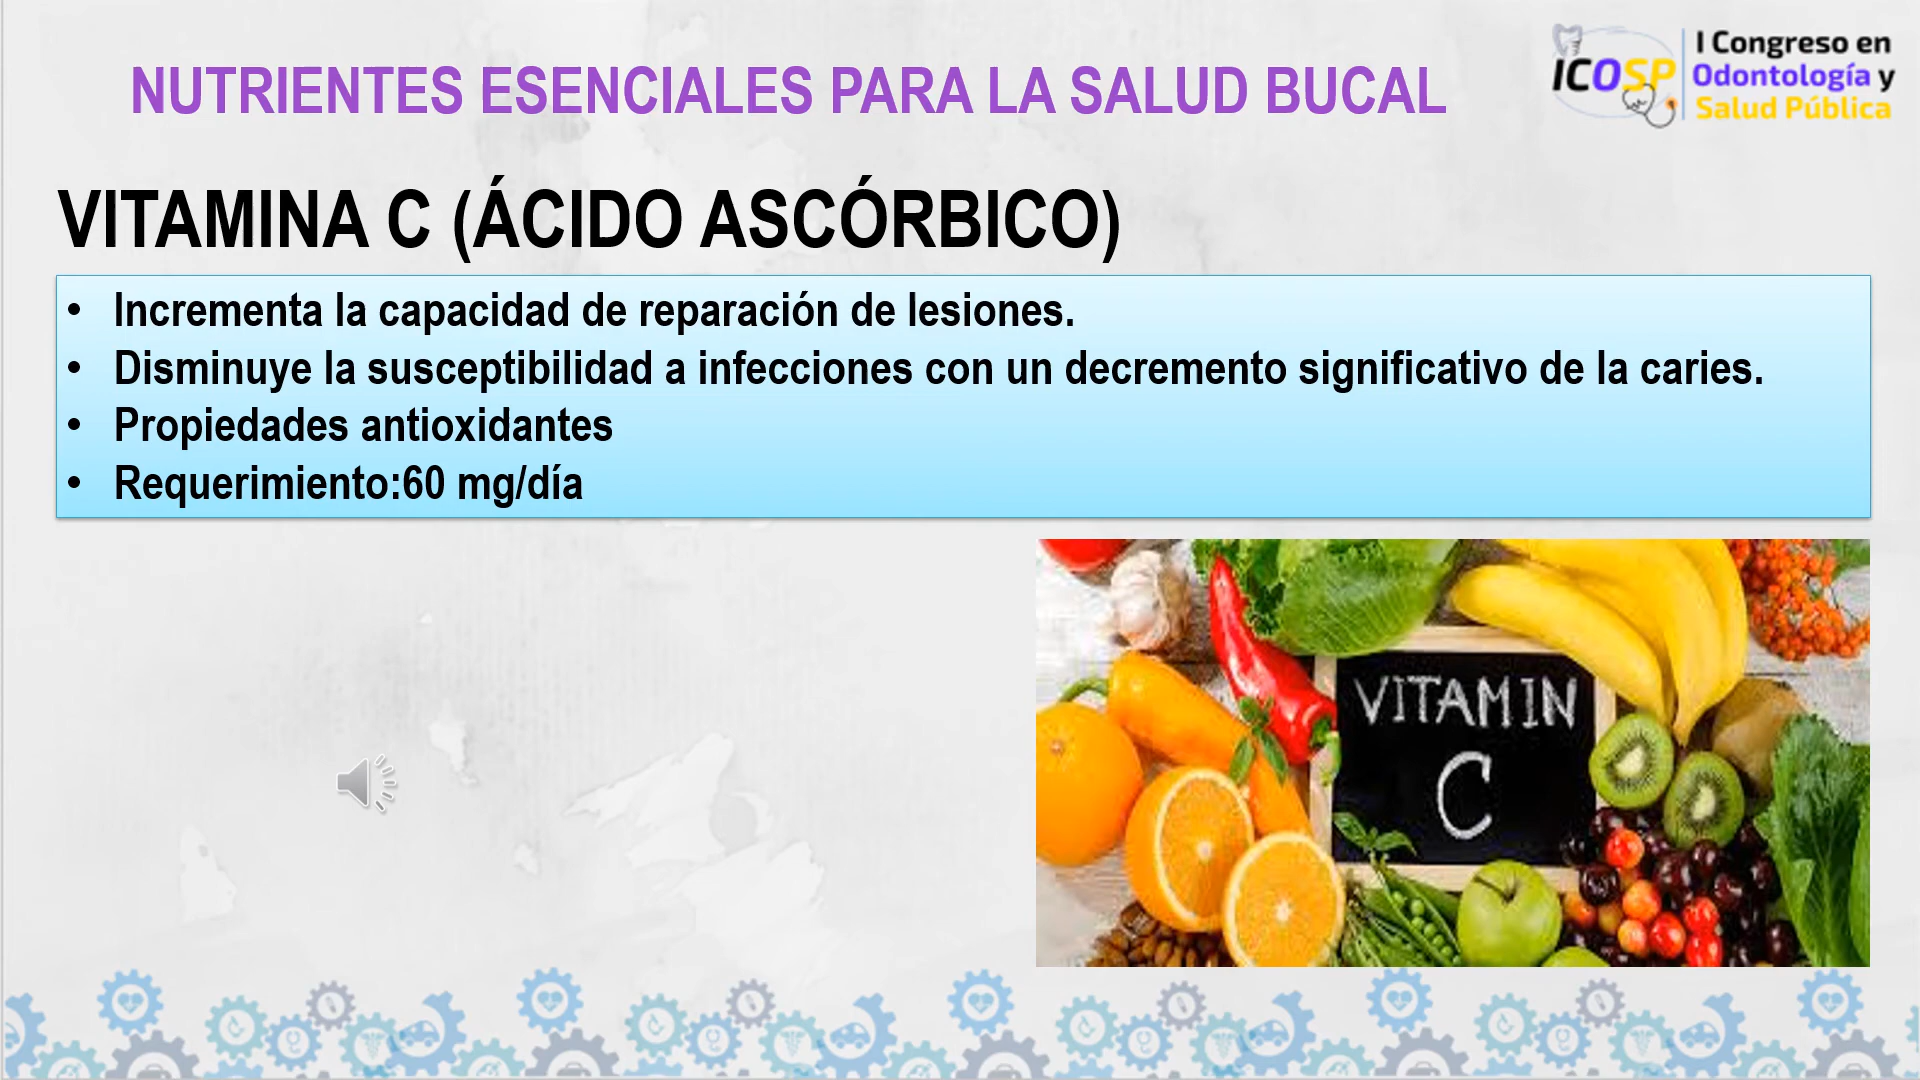 NUTRIENTES ESENCIALES PARA LA SALUD BUCAL
ICOSP
I Congreso en
Odontología y
Salud Pública
VITAMINA C (ÁCIDO ASCÓRBICO)
• Incrementa la capacidad de reparación de lesiones.
• Disminuye la susceptibilidad a infecciones con un decremento significativo de la caries.
• Propiedades antioxidantes
• Requerimiento:60 mg/día
VITAMIN
C